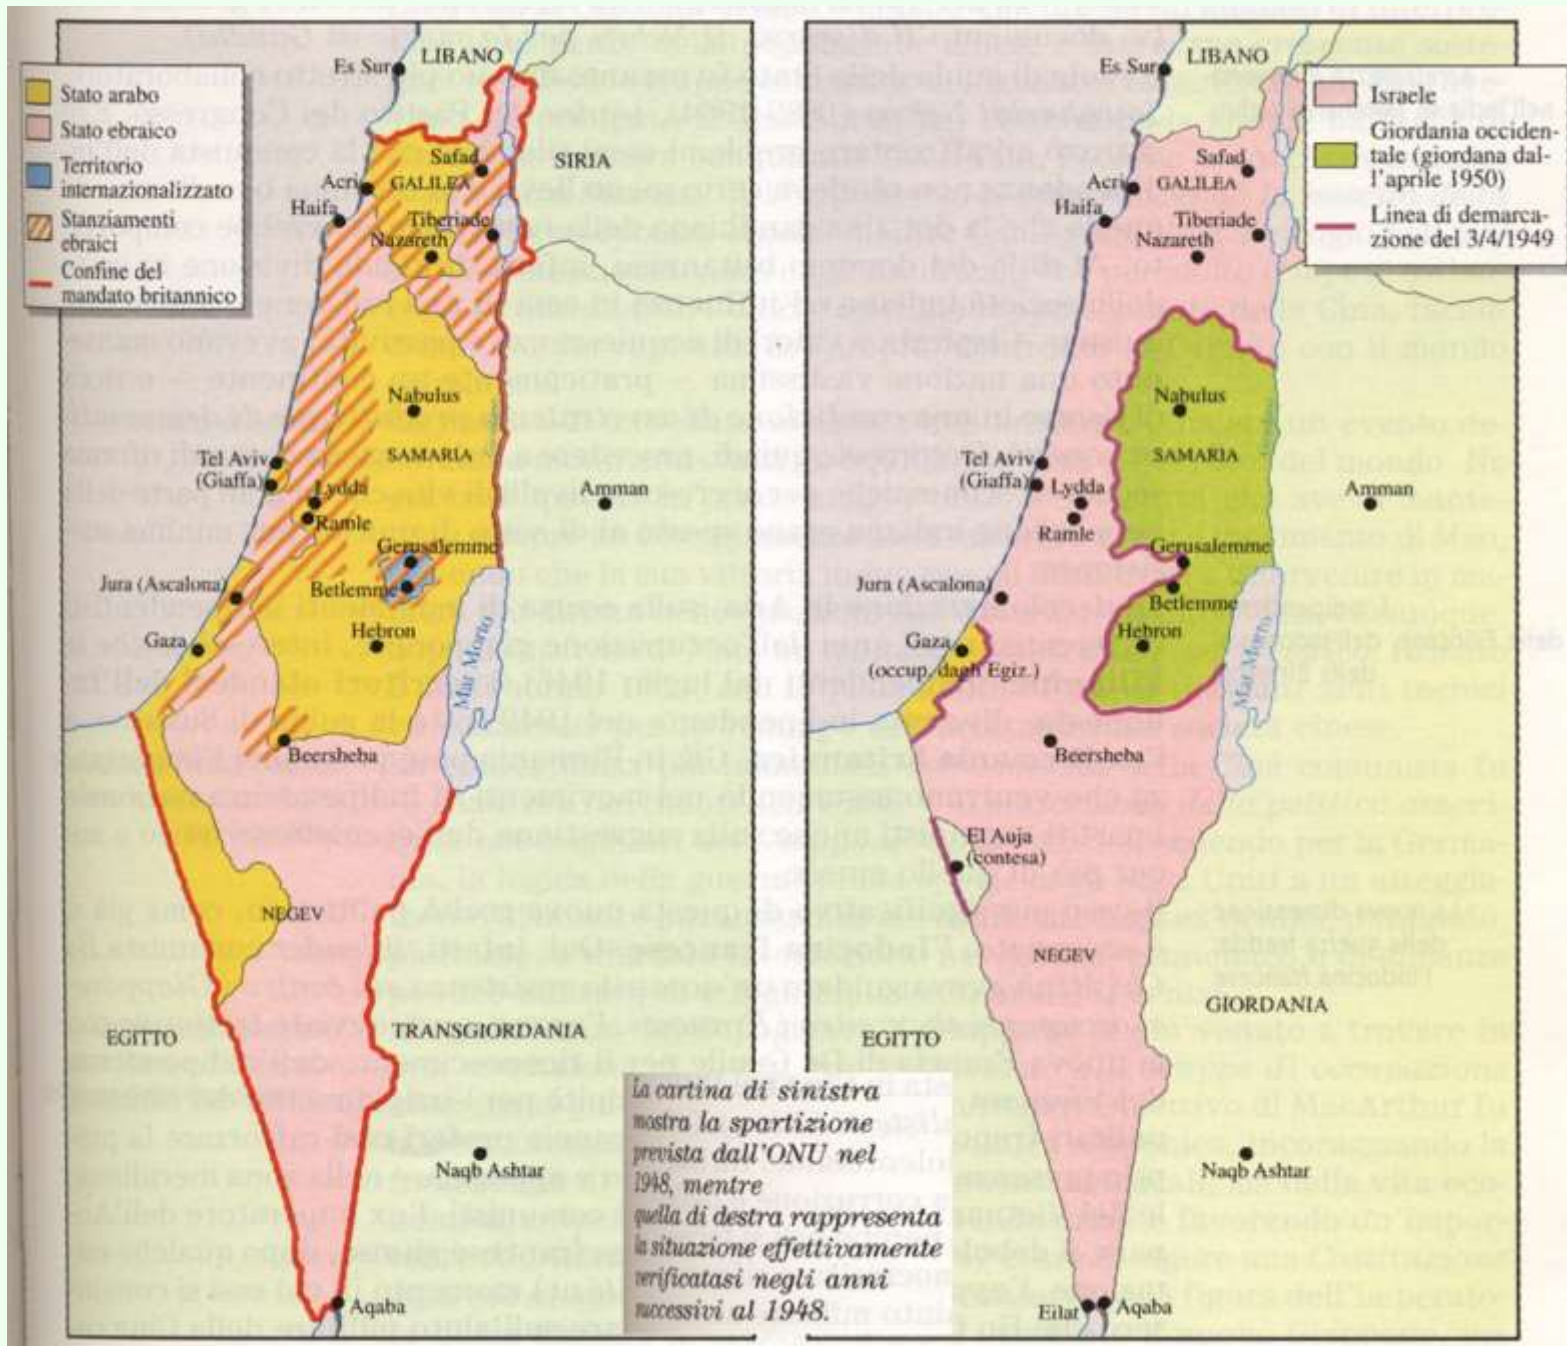 Stato arabo
Stato ebraico
Territorio
internazionalizzato
Stanziamenti
ebraici
Confine del
mandato britannico
LIBANO
Es Sur
SIRIA
Safad
Acri
GALILEA
Haifa
Tiberiade
Nazareth
Nabulus
SAMARIA
Tel Aviv
(Giaffa)
Lydda
Ramle
Amman
Gerusalemme
Jura (Ascalona)
Betlemme
Gaza
Hebron
Mar Morto
Beersheba
NEGEV
EGITTO
TRANSGIORDANIA
Naqb Ashtar
Aqaba
La cartina di sinistra
mostra la spartizione
prevista dall'ONU nel
1948, mentre
quella di destra rappresenta
la situazione effettivamente
verificatasi negli anni
successivi al 1948.
Israele
Giordania occiden-
tale (giordana dal-
l'aprile 1950)
Linea di demarca-
zione del 3/4/1949
LIBANO
Es Sur
Safad
Acri
GALILEA
Haifa
Tiberiade
Nazareth
Nabulus
SAMARIA
Tel Aviv
(Giaffa)
Lydda
Ramle
Amman
Gerusalemme
Jura (Ascalona)
Betlemme
Gaza
(occup. dagli Egiz.)
Hebron
Mar Morto
Beersheba
El Auja
(contesa)
NEGEV
GIORDANIA
EGITTO
Naqb Ashtar
Eilat
Aqaba